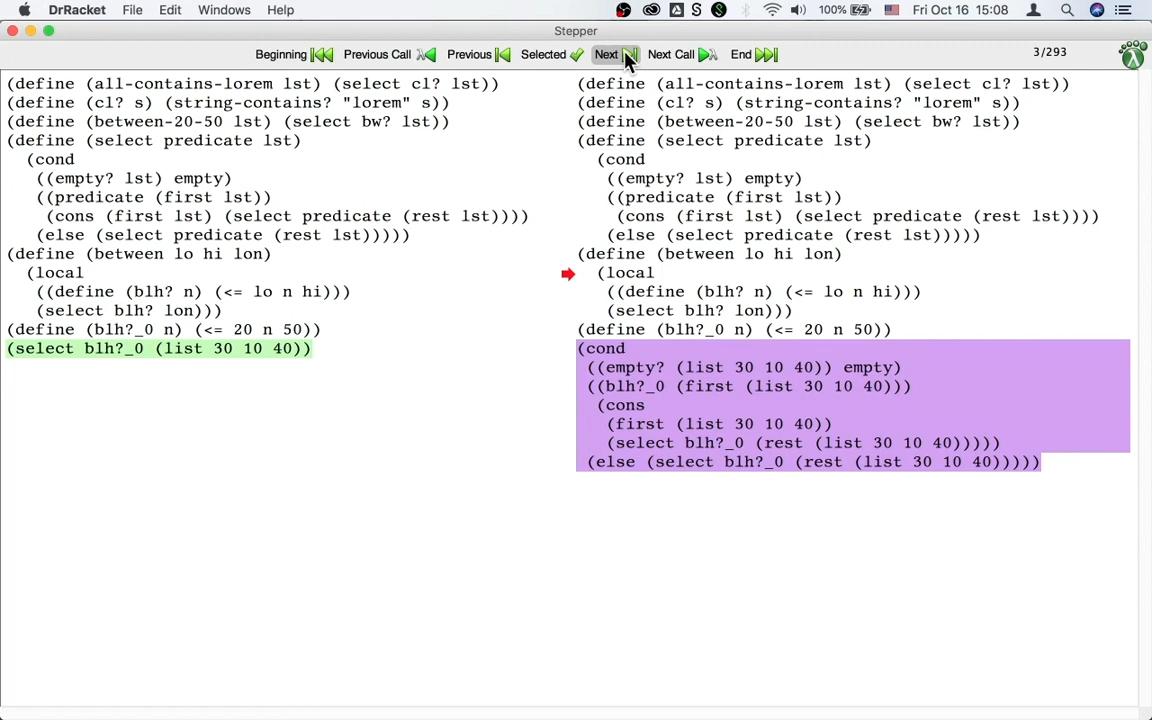 DrRacket File Edit Windows Help 100% Fri Oct 16 15:08
Stepper
Beginning Previous Call Previous Selected Next Next Call End 3/293
(define (all-contains-lorem lst) (select cl? lst))
(define (cl? s) (string-contains? "lorem" s))
(define (between-20-50 lst) (select bw? lst))
(define (select predicate lst)
(cond
((empty? lst) empty)
((predicate (first lst))
(cons (first lst) (select predicate (rest lst))))
(else (select predicate (rest lst)))))
(define (between lo hi lon)
(local
((define (blh? n) (<= lo n hi)))
(select blh? lon)))
(define (blh?_0 n) (<= 20 n 50))
(select blh?_0 (list 30 10 40))
(define (all-contains-lorem lst) (select cl? lst))
(define (cl? s) (string-contains? "lorem" s))
(define (between-20-50 lst) (select bw? lst))
(define (select predicate lst)
(cond
((empty? lst) empty)
((predicate (first lst))
(cons (first lst) (select predicate (rest lst))))
(else (select predicate (rest lst)))))
(define (between lo hi lon)
(local
((define (blh? n) (<= lo n hi)))
(select blh? lon)))
(define (blh?_0 n) (<= 20 n 50))
(cond
((empty? (list 30 10 40)) empty)
((blh?_0 (first (list 30 10 40)))
(cons
(first (list 30 10 40))
(select blh?_0 (rest (list 30 10 40)))))
(else (select blh?_0 (rest (list 30 10 40)))))